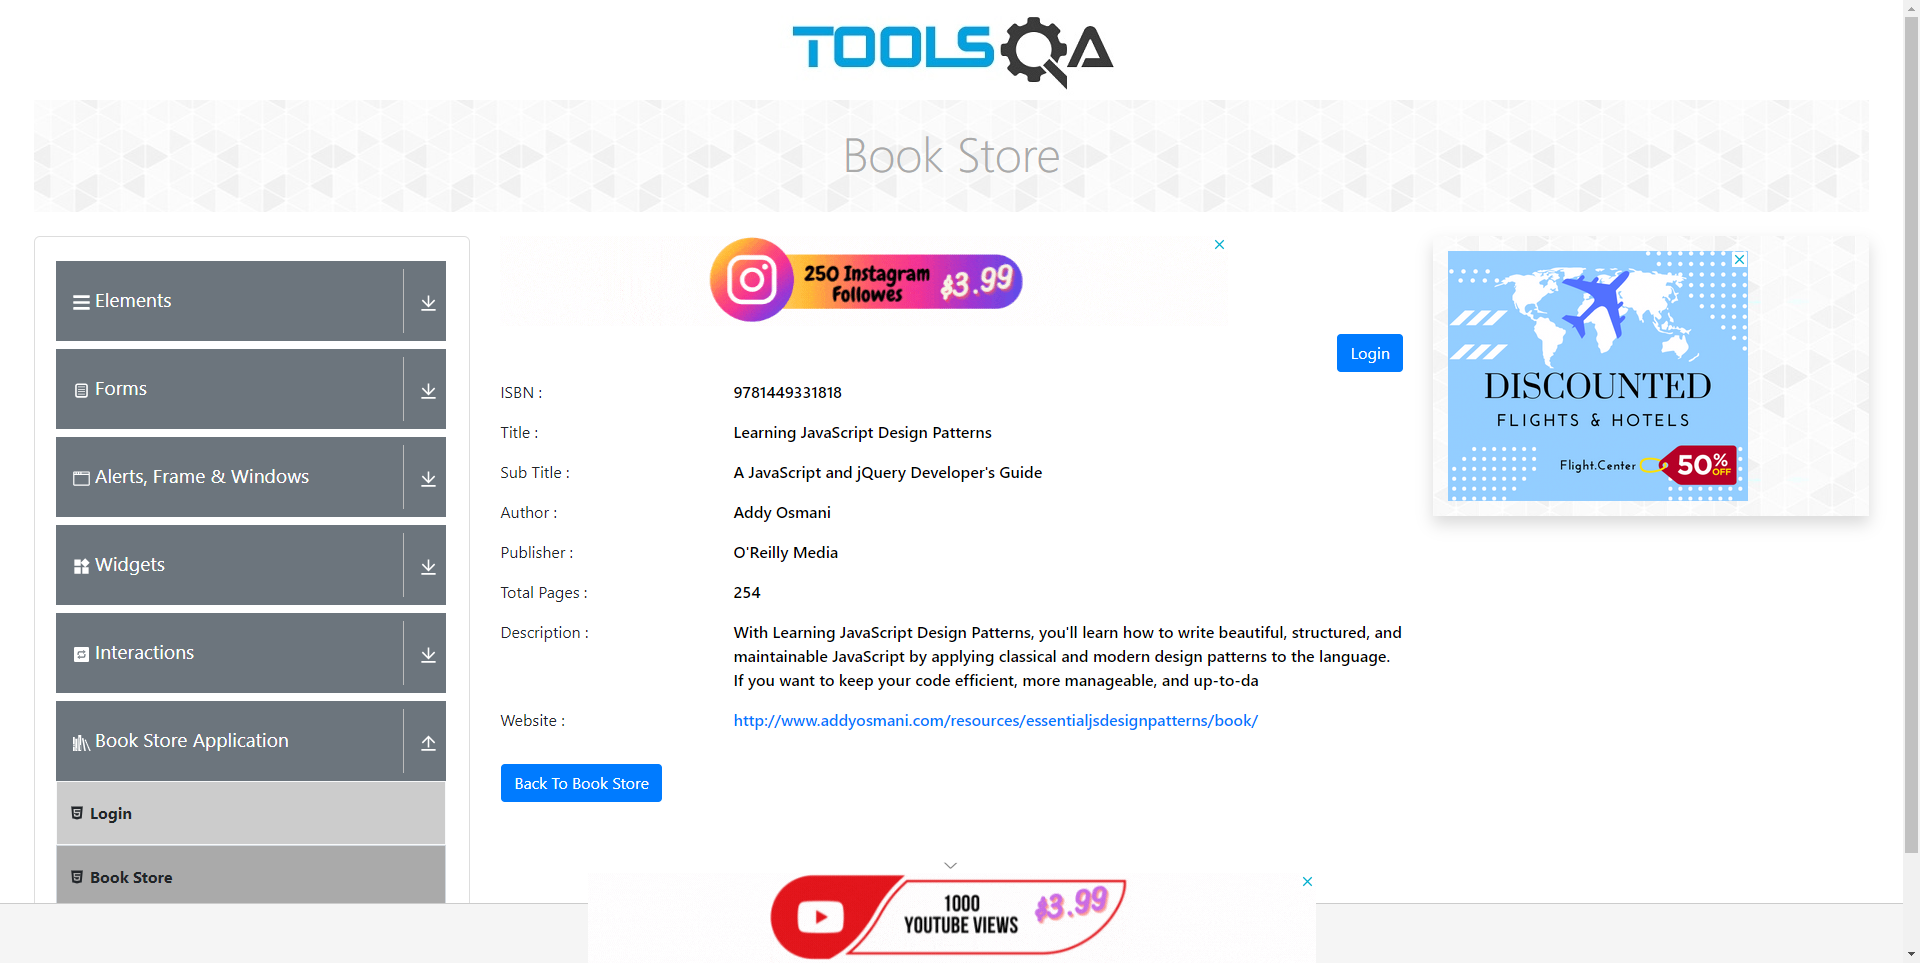 TOOLSQA
Book Store
Elements
Forms
Alerts, Frame & Windows
Widgets
Interactions
Book Store Application
Login
Book Store
250 Instagram
Followes
$3.99
Login
ISBN :
9781449331818
Title :
Learning JavaScript Design Patterns
Sub Title :
A JavaScript and jQuery Developer's Guide
Author :
Addy Osmani
Publisher :
O'Reilly Media
Total Pages :
254
Description :
With Learning JavaScript Design Patterns, you'll learn how to write beautiful, structured, and
maintainable JavaScript by applying classical and modern design patterns to the language.
If you want to keep your code efficient, more manageable, and up-to-da
Website :
http://www.addyosmani.com/resources/essentialjsdesignpatterns/book/
Back To Book Store
DISCOUNTED
FLIGHTS & HOTELS
Flight.Center
50% OFF
1000
YOUTUBE VIEWS
$3.99